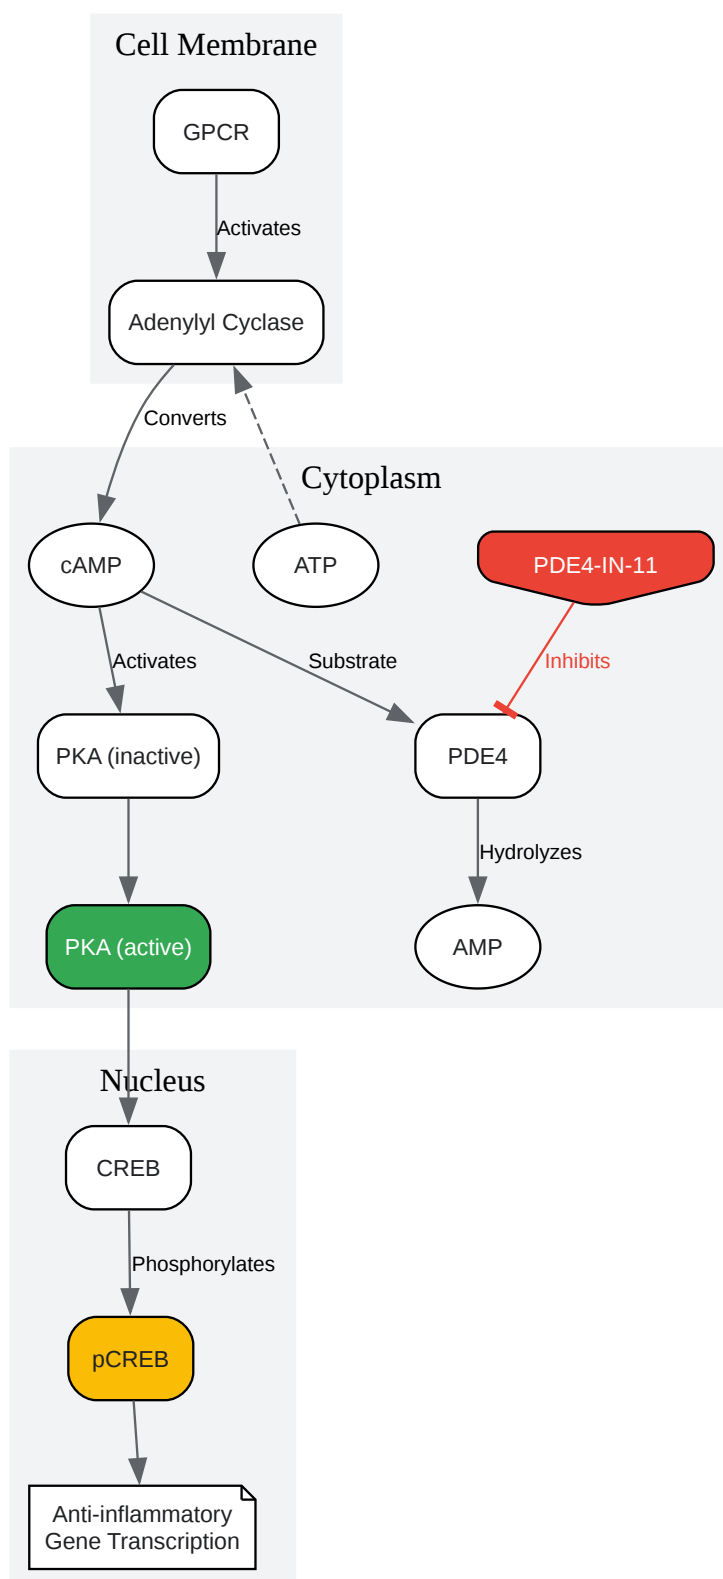 Cell Membrane
GPCR
Activates
Adenylyl Cyclase
Converts
Cytoplasm
cAMP
ATP
PDE4-IN-11
Activates
Substrate
Inhibits
PKA (inactive)
PDE4
Hydrolyzes
PKA (active)
AMP
Nucleus
CREB
Phosphorylates
pCREB
Anti-inflammatory
Gene Transcription